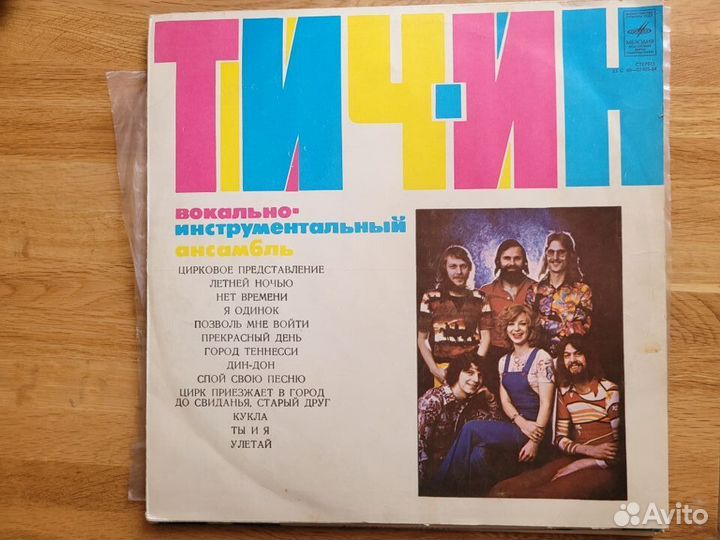 ТИЧ-ИН
МЕЛОДИЯ
СТЕРЕО
вокально-
инструментальный
ансамбль
ЦИРКОВОЕ ПРЕДСТАВЛЕНИЕ
ЛЕТНЕЙ НОЧЬЮ
НЕТ ВРЕМЕНИ
Я ОДИНОК
ПОЗВОЛЬ МНЕ ВОЙТИ
ПРЕКРАСНЫЙ ДЕНЬ
ГОРОД ТЕННЕССИ
ДИН-ДОН
СПОЙ СВОЮ ПЕСНЮ
ЦИРК ПРИЕЗЖАЕТ В ГОРОД
ДО СВИДАНЬЯ, СТАРЫЙ ДРУГ
КУКЛА
ТЫ И Я
УЛЕТАЙ
Avito